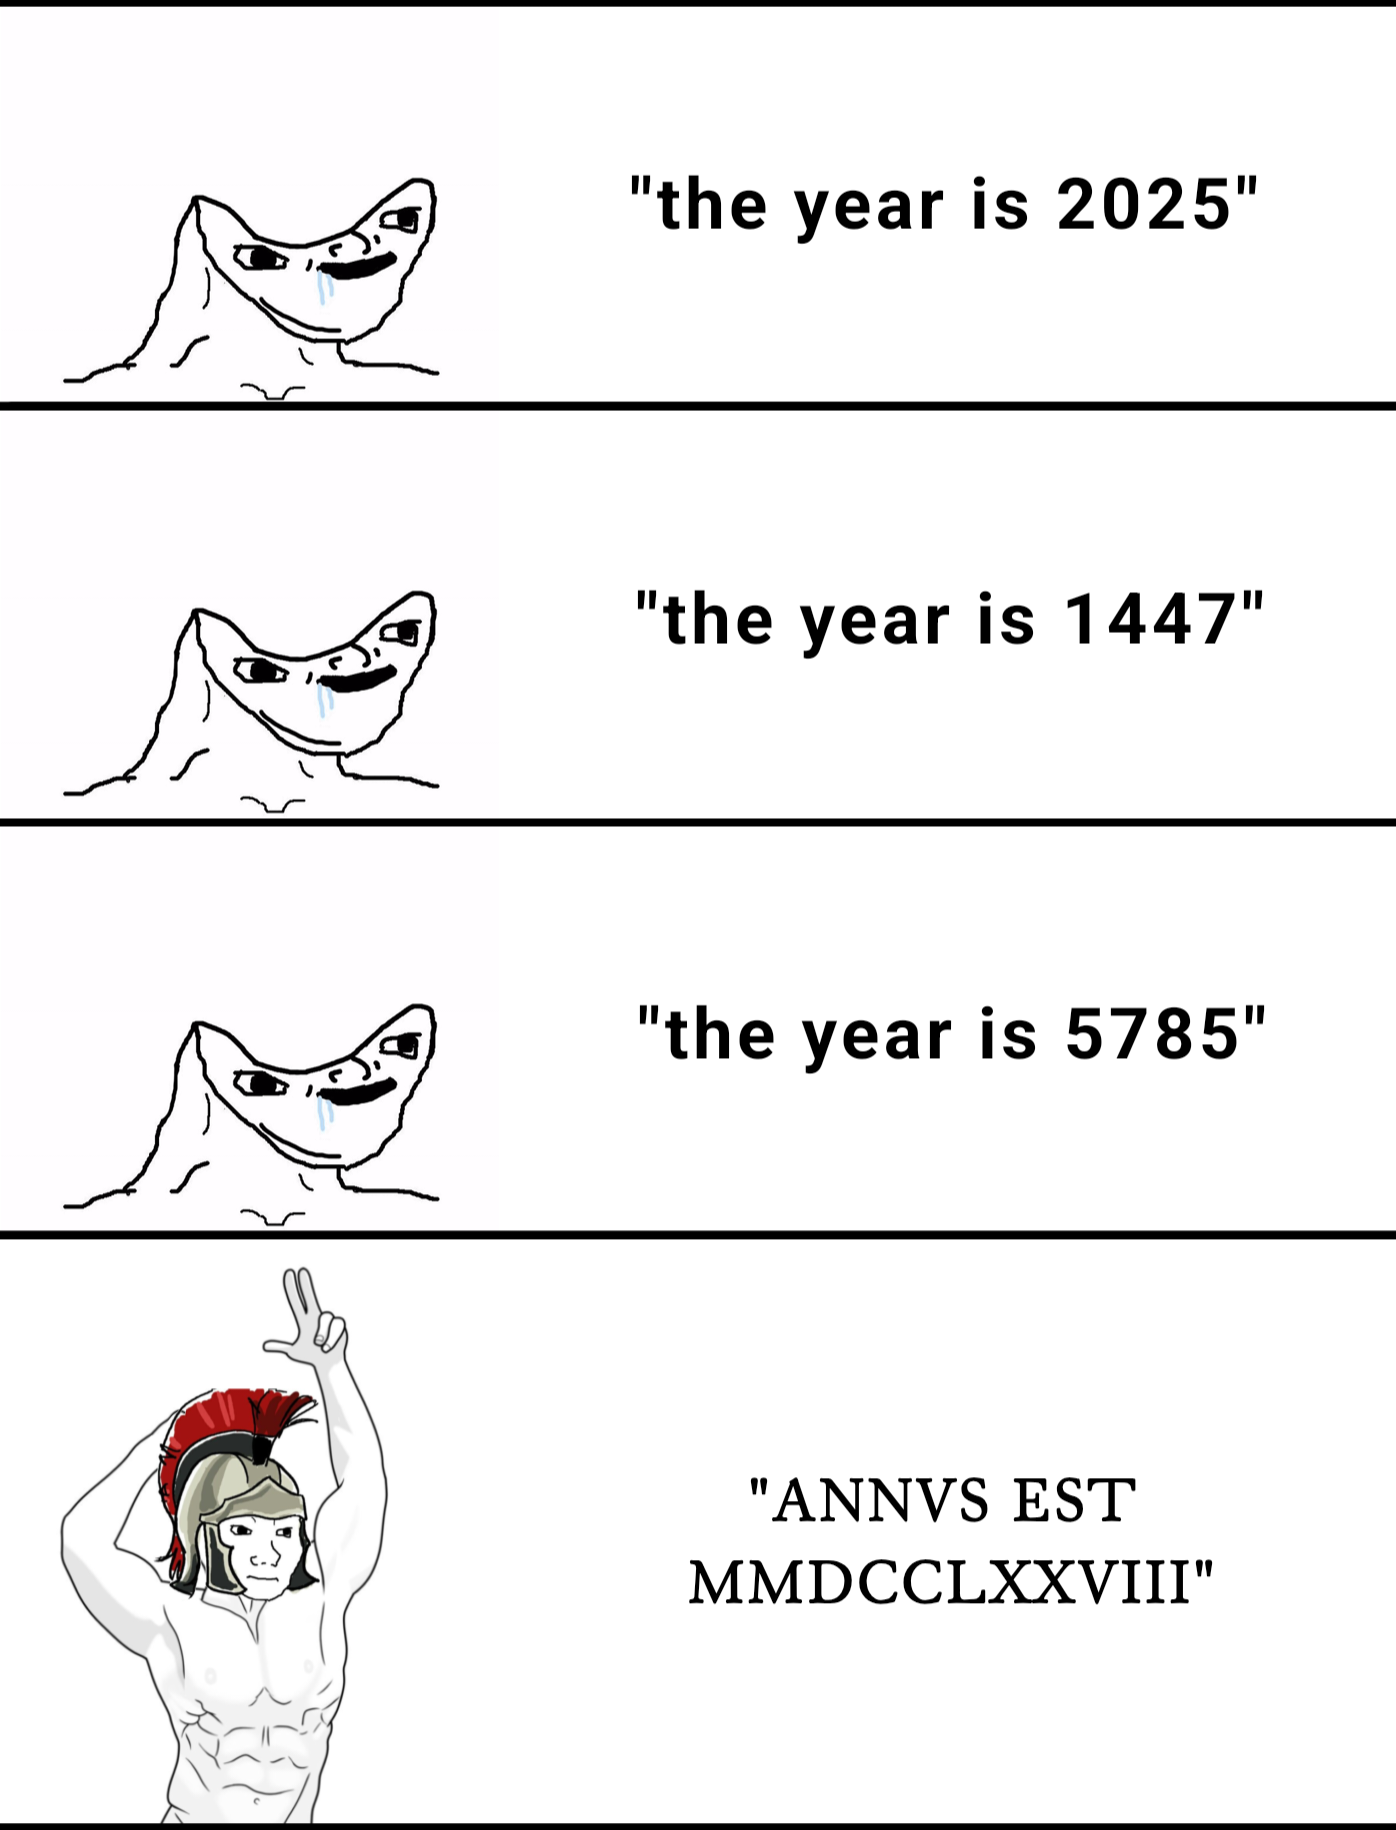 "the year is 2025"
"the year is 1447"
"the year is 5785"
"ANNVS EST
MMDCCLXXVIII"